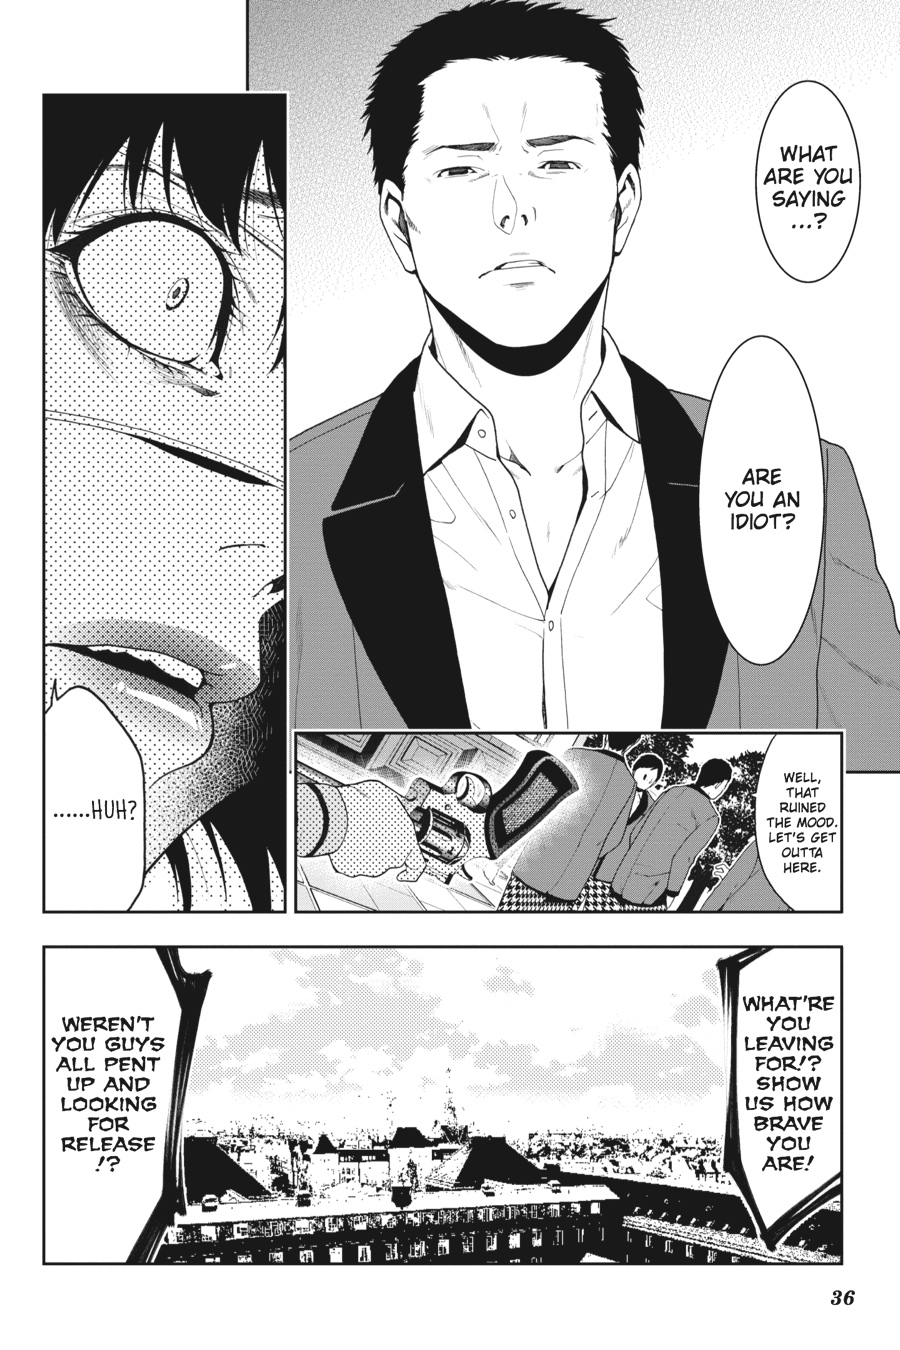 WHAT
ARE YOU
SAYING
...?
ARE
YOU AN
IDIOT?
......HUH?
WELL,
THAT
RUINED
THE MOOD.
LET'S GET
OUTTA
HERE.
WHAT'RE
YOU
LEAVING
FOR!?
SHOW
US HOW
BRAVE
YOU
ARE!
WEREN'T
YOU GUYS
ALL PENT
UP AND
LOOKING
FOR
RELEASE
!?
36